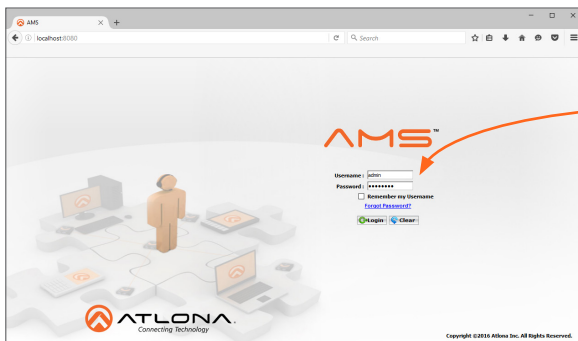 AMS
localhost:8080
Search
AMS™
Username : admin
Password : ••••••••
Remember my Username
Forgot Password?
Login Clear
ATLONA.
Connecting Technology
Copyright ©2016 Atlona Inc. All Rights Reserved.